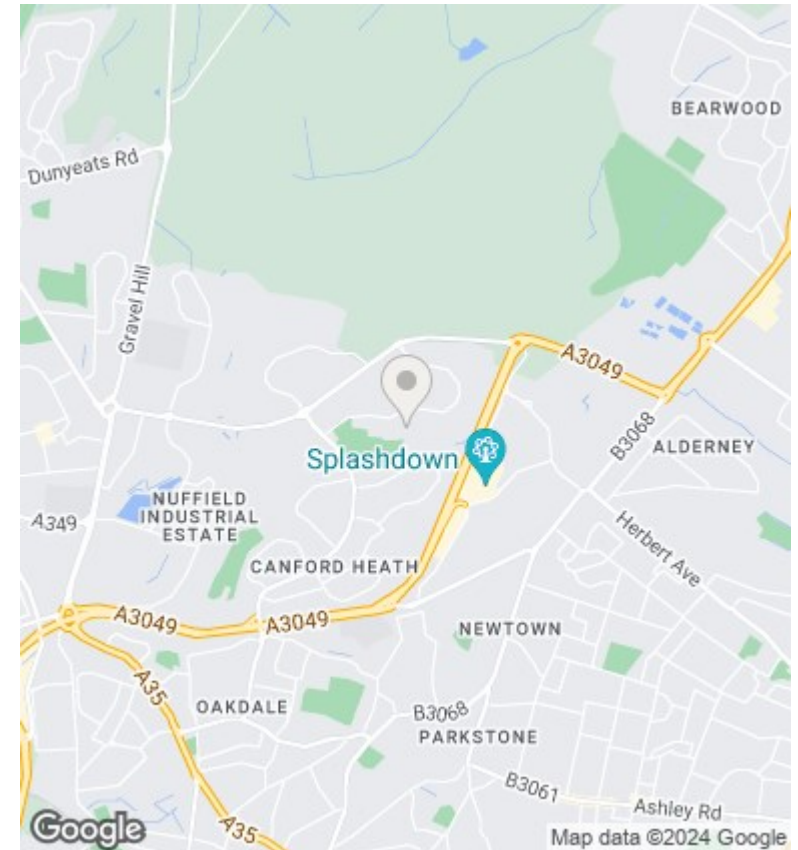 BEARWOOD
Dunyeats Rd
Gravel Hill
A3049
B3068
ALDERNEY
Splashdown
NUFFIELD
INDUSTRIAL
ESTATE
A349
Herbert Ave
CANFORD HEATH
A3049
A3049
NEWTOWN
A35
OAKDALE
B3068
PARKSTONE
B3061
Ashley Rd
A35
Google
Map data ©2024 Google